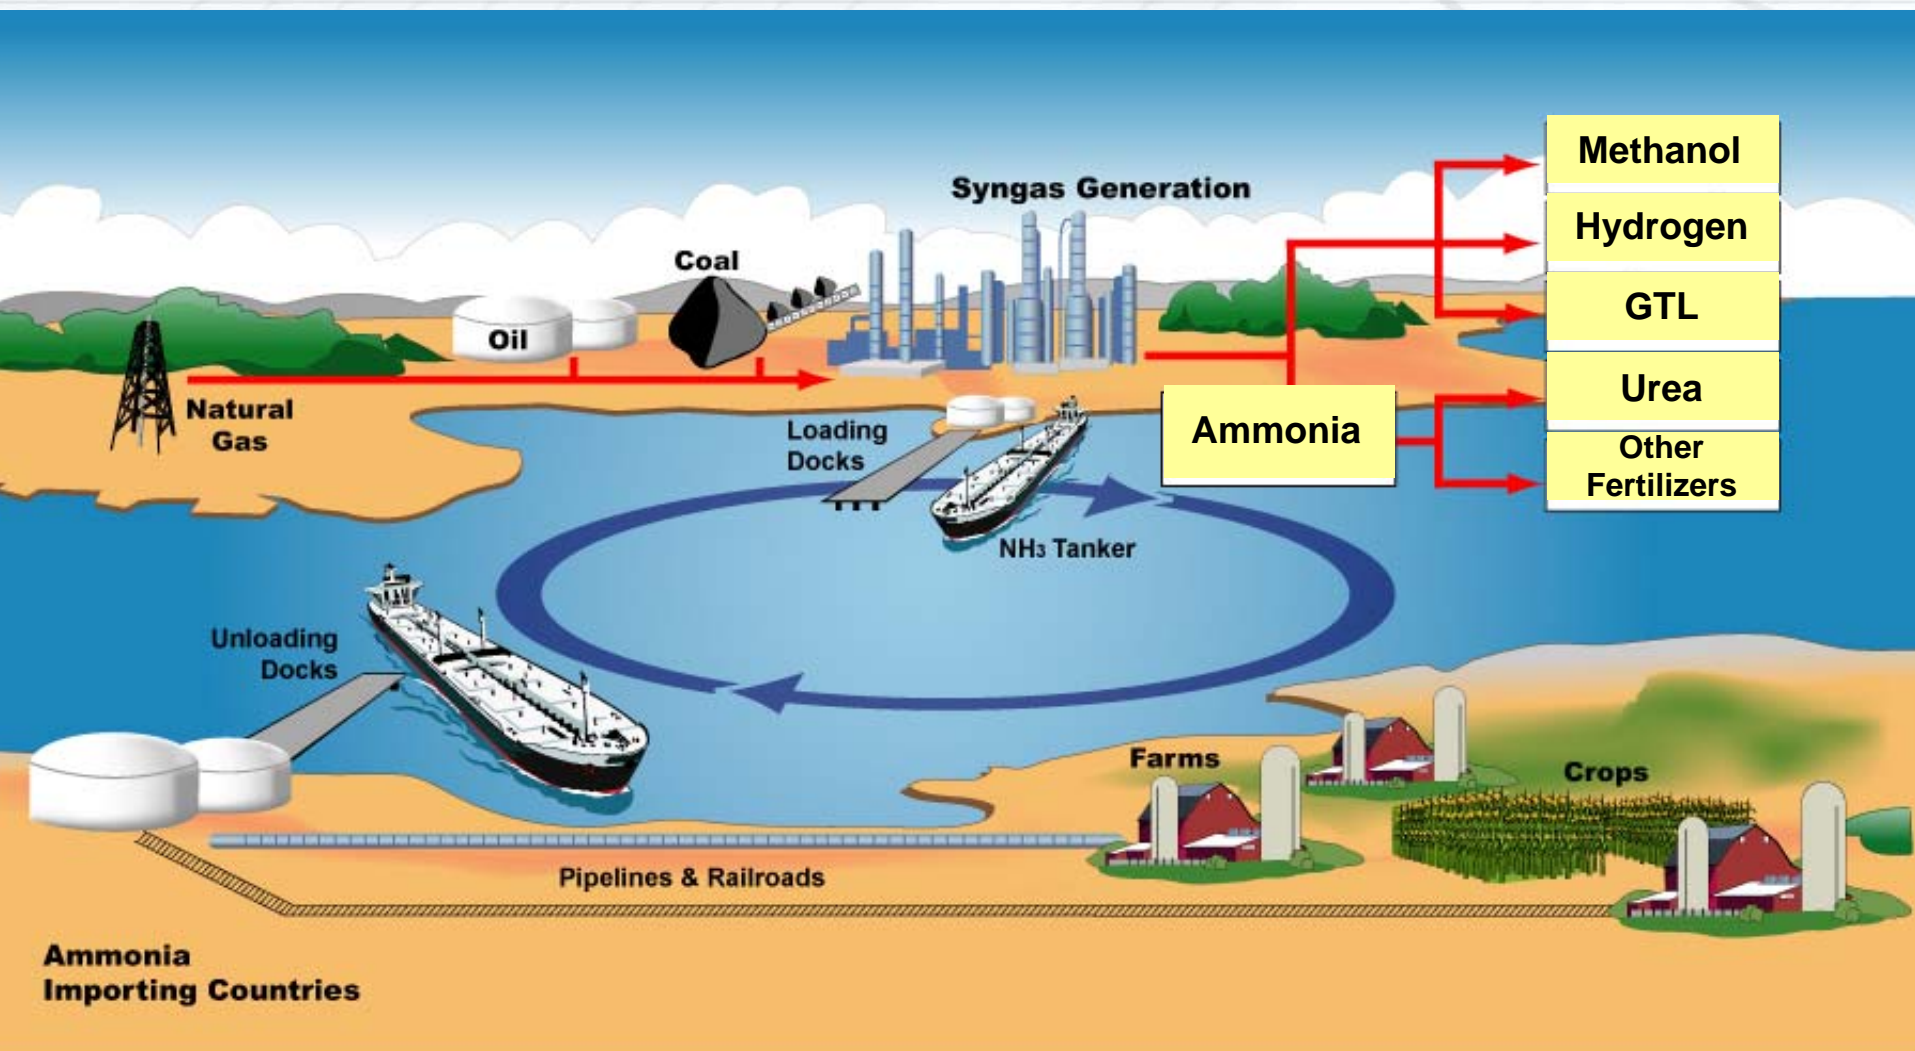 Methanol
Syngas Generation
Hydrogen
Coal
GTL
Oil
Urea
Natural
Gas
Ammonia
Loading
Docks
Other
Fertilizers
NH₃ Tanker
Unloading
Docks
Farms
Crops
Pipelines & Railroads
Ammonia
Importing Countries